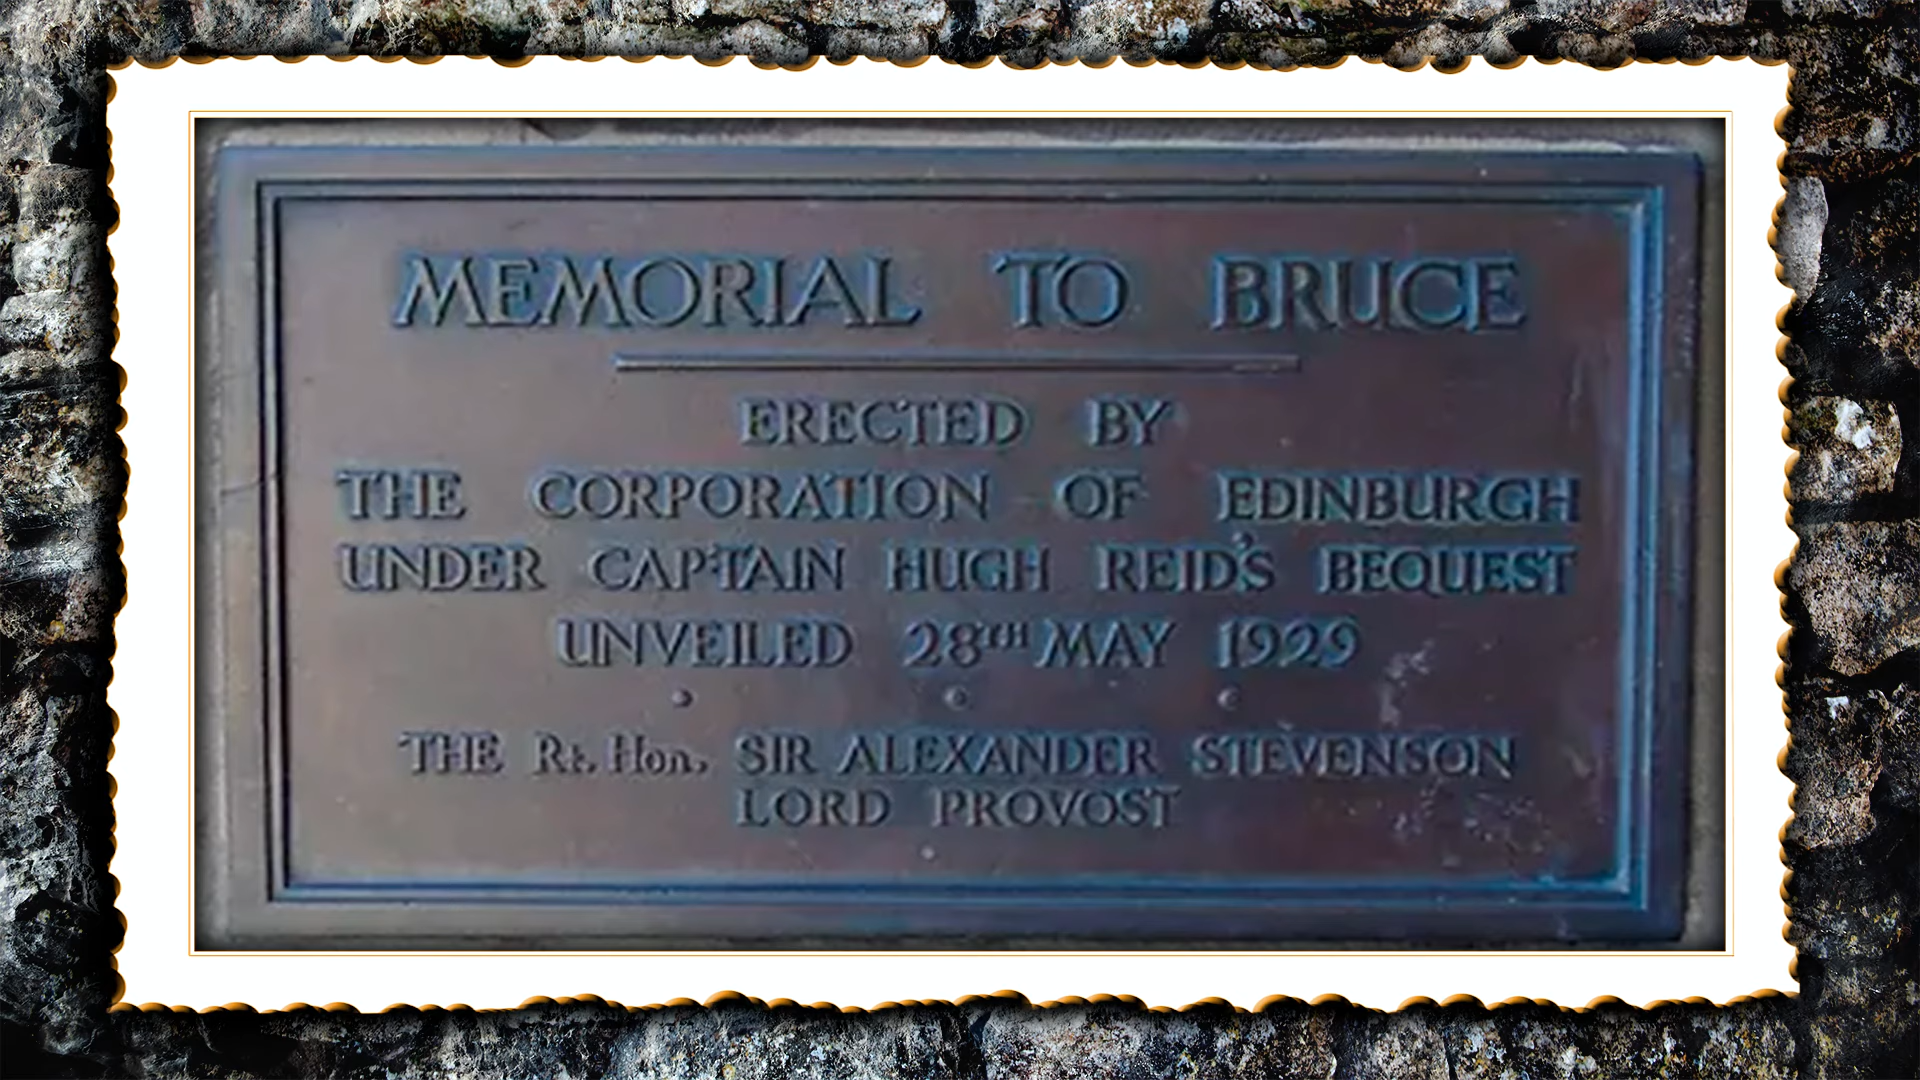 MEMORIAL TO BRUCE
ERECTED BY
THE CORPORATION OF EDINBURGH
UNDER CAPTAIN HUGH REID'S BEQUEST
UNVEILED 28TH MAY 1929
THE Rt. Hon. SIR ALEXANDER STEVENSON
LORD PROVOST